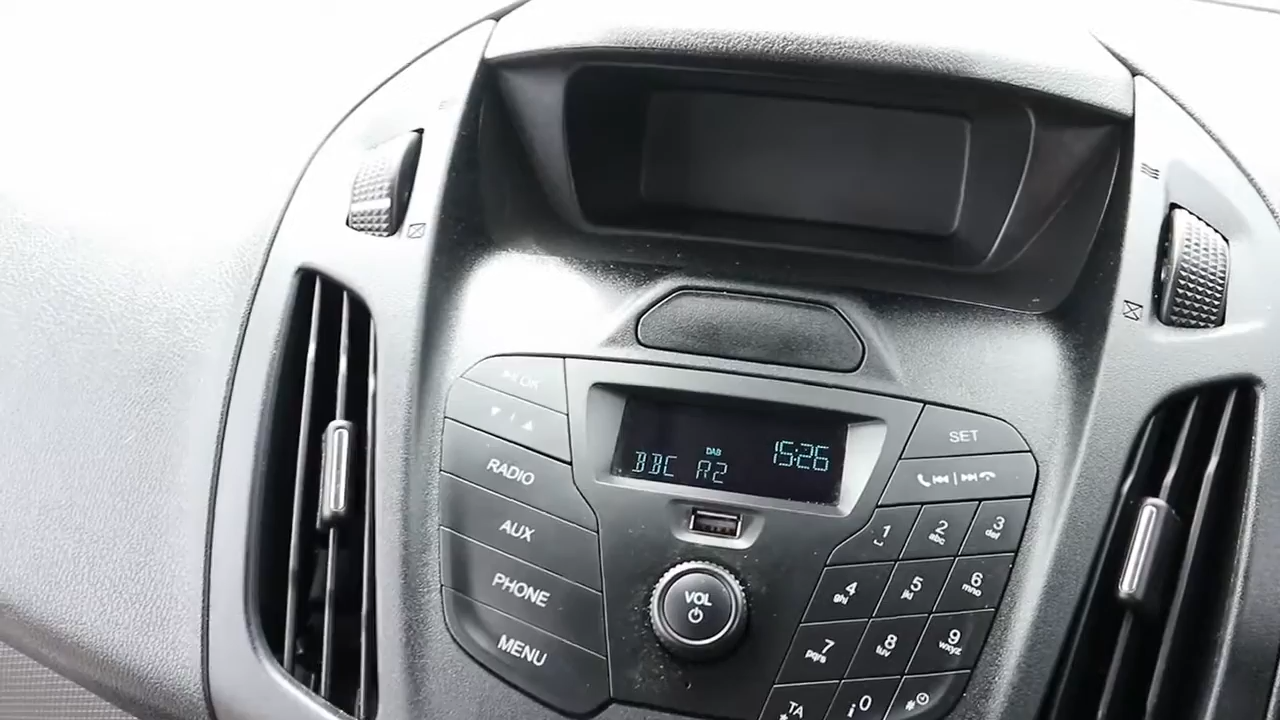 OK
DAB
15:26
BBC R2
SET
RADIO
AUX
PHONE
MENU
VOL
1
2
abc
3
def
4
ghi
5
jkl
6
mno
7
pqrs
8
tuv
9
wxyz
TA
*
i 0
*